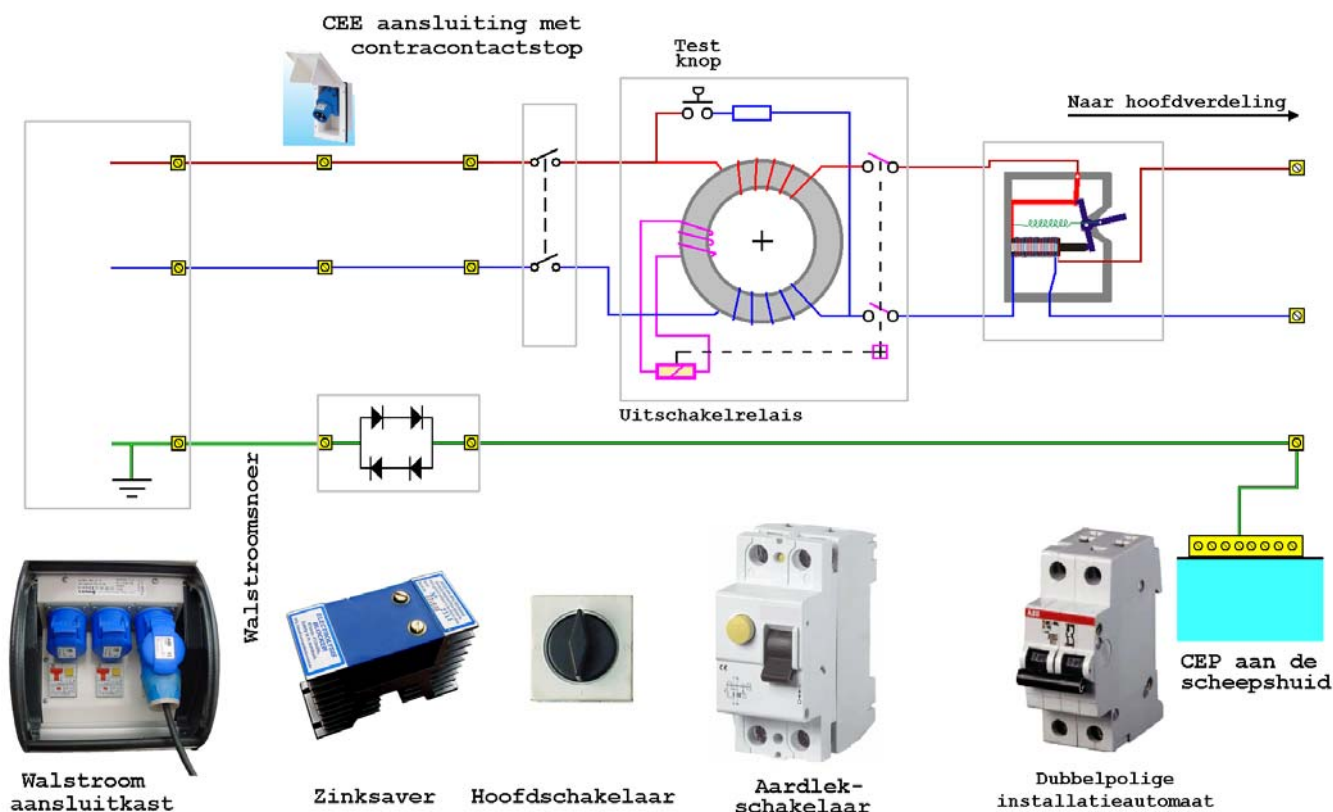 CEE aansluiting met
contracontactstop
Test
knop
Naar hoofdverdeling
Uitschakelrelais
Walstroomsnoer
CEP aan de
scheepshuid
ABB
Walstroom
aansluitkast
Zinksaver
Hoofdschakelaar
Aardlek-
schakelaar
Dubbelpolige
installatieautomaat